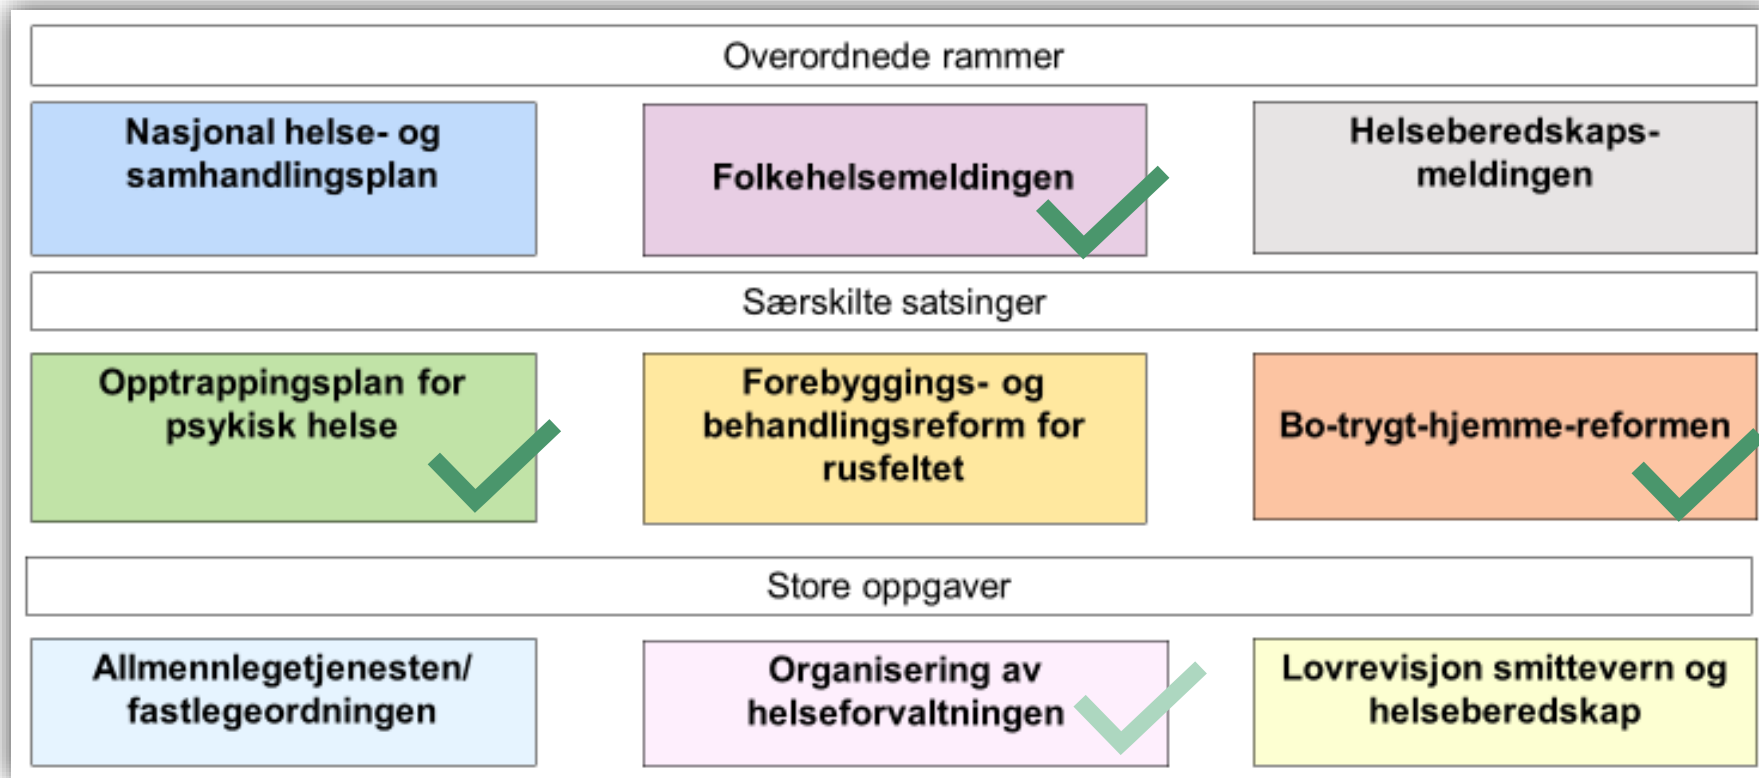 Overordnede rammer
Nasjonal helse- og
samhandlingsplan
Folkehelsemeldingen
Helseberedskaps-
meldingen
Særskilte satsinger
Opptrappingsplan for
psykisk helse
Forebyggings- og
behandlingsreform for
rusfeltet
Bo-trygt-hjemme-reformen
Store oppgaver
Allmennlegetjenesten/
fastlegeordningen
Organisering av
helseforvaltningen
Lovrevisjon smittevern og
helseberedskap